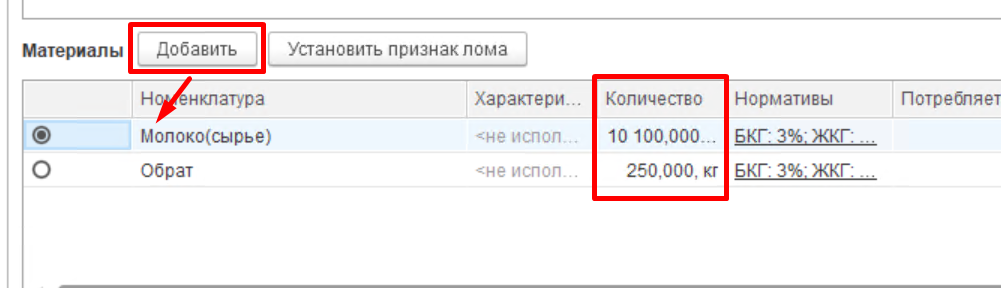 Материалы Добавить Установить признак лома
Номенклатура Характери... Количество Нормативы Потребляет
Молоко(сырье) <не испол... 10 100,000... БКГ: 3%; ЖКГ: ...
Обрат <не испол... 250,000, кг БКГ: 3%; ЖКГ: ...